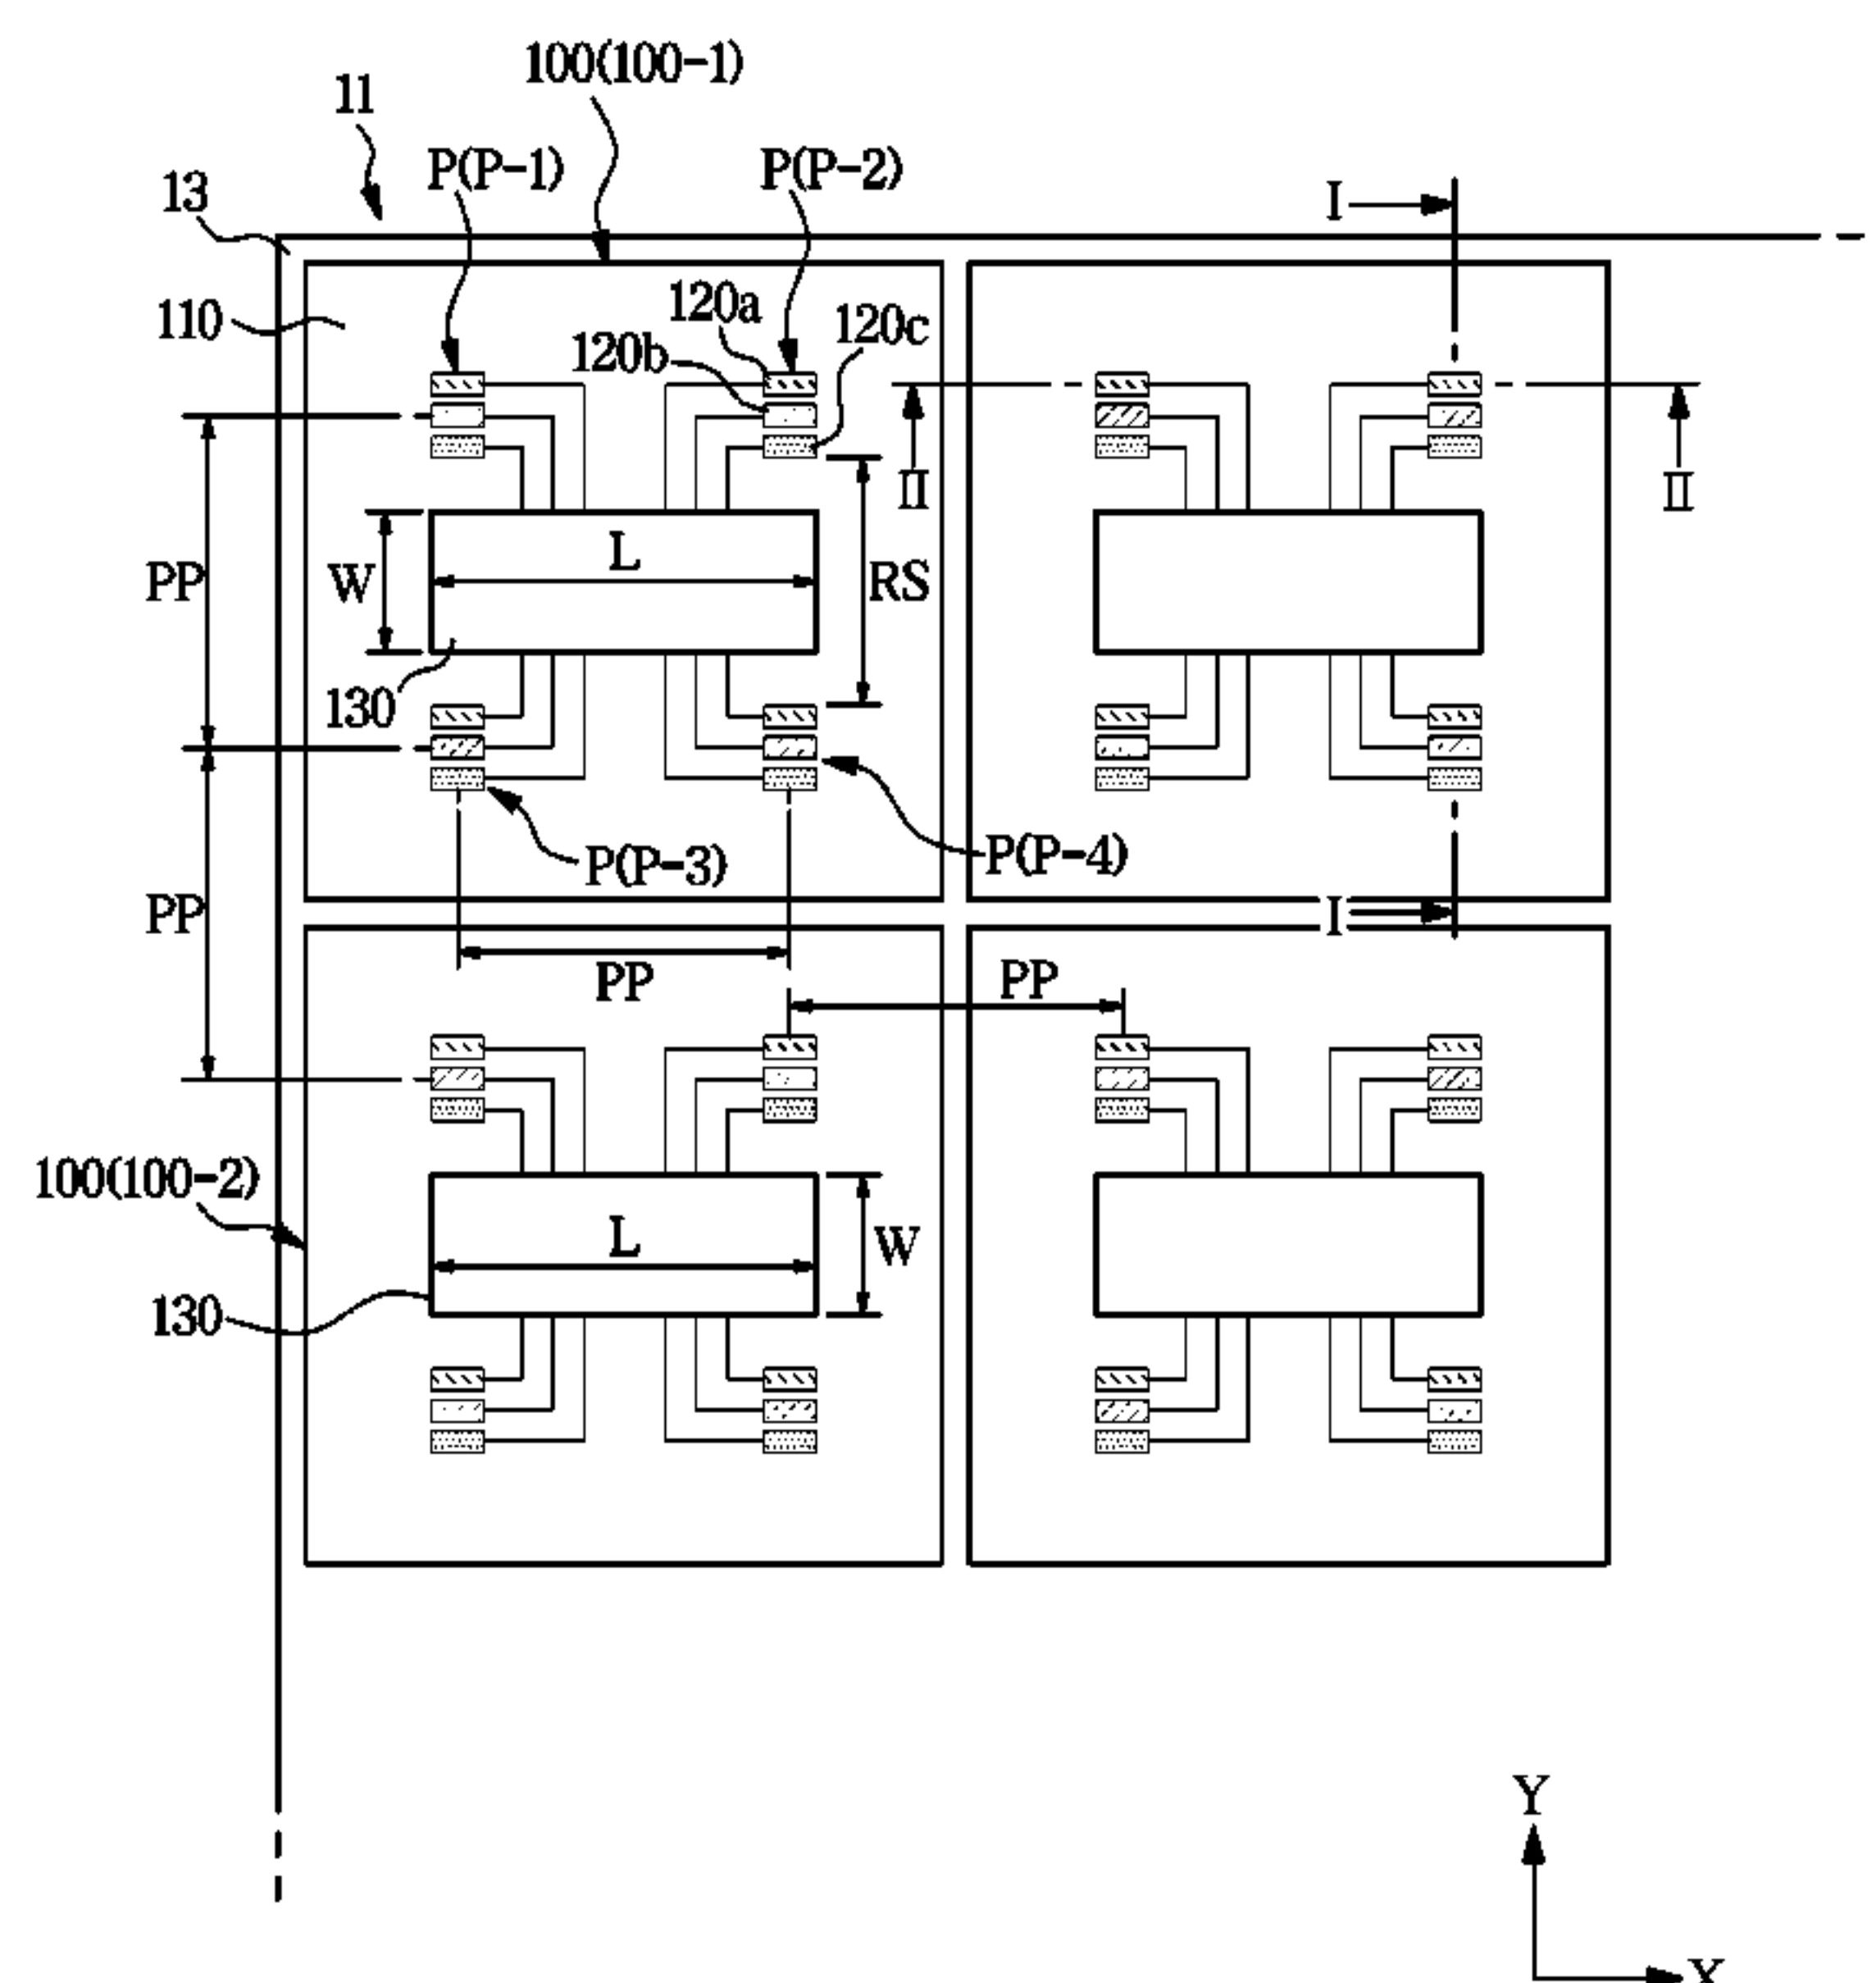 100(100-1)
11
P(P-1)
P(P-2)
13
I
120a
110
120c
120b
II
II
L
PP
W
RS
130
P(P-3)
P(P-4)
PP
I
PP
PP
100(100-2)
L
W
130
Y
X